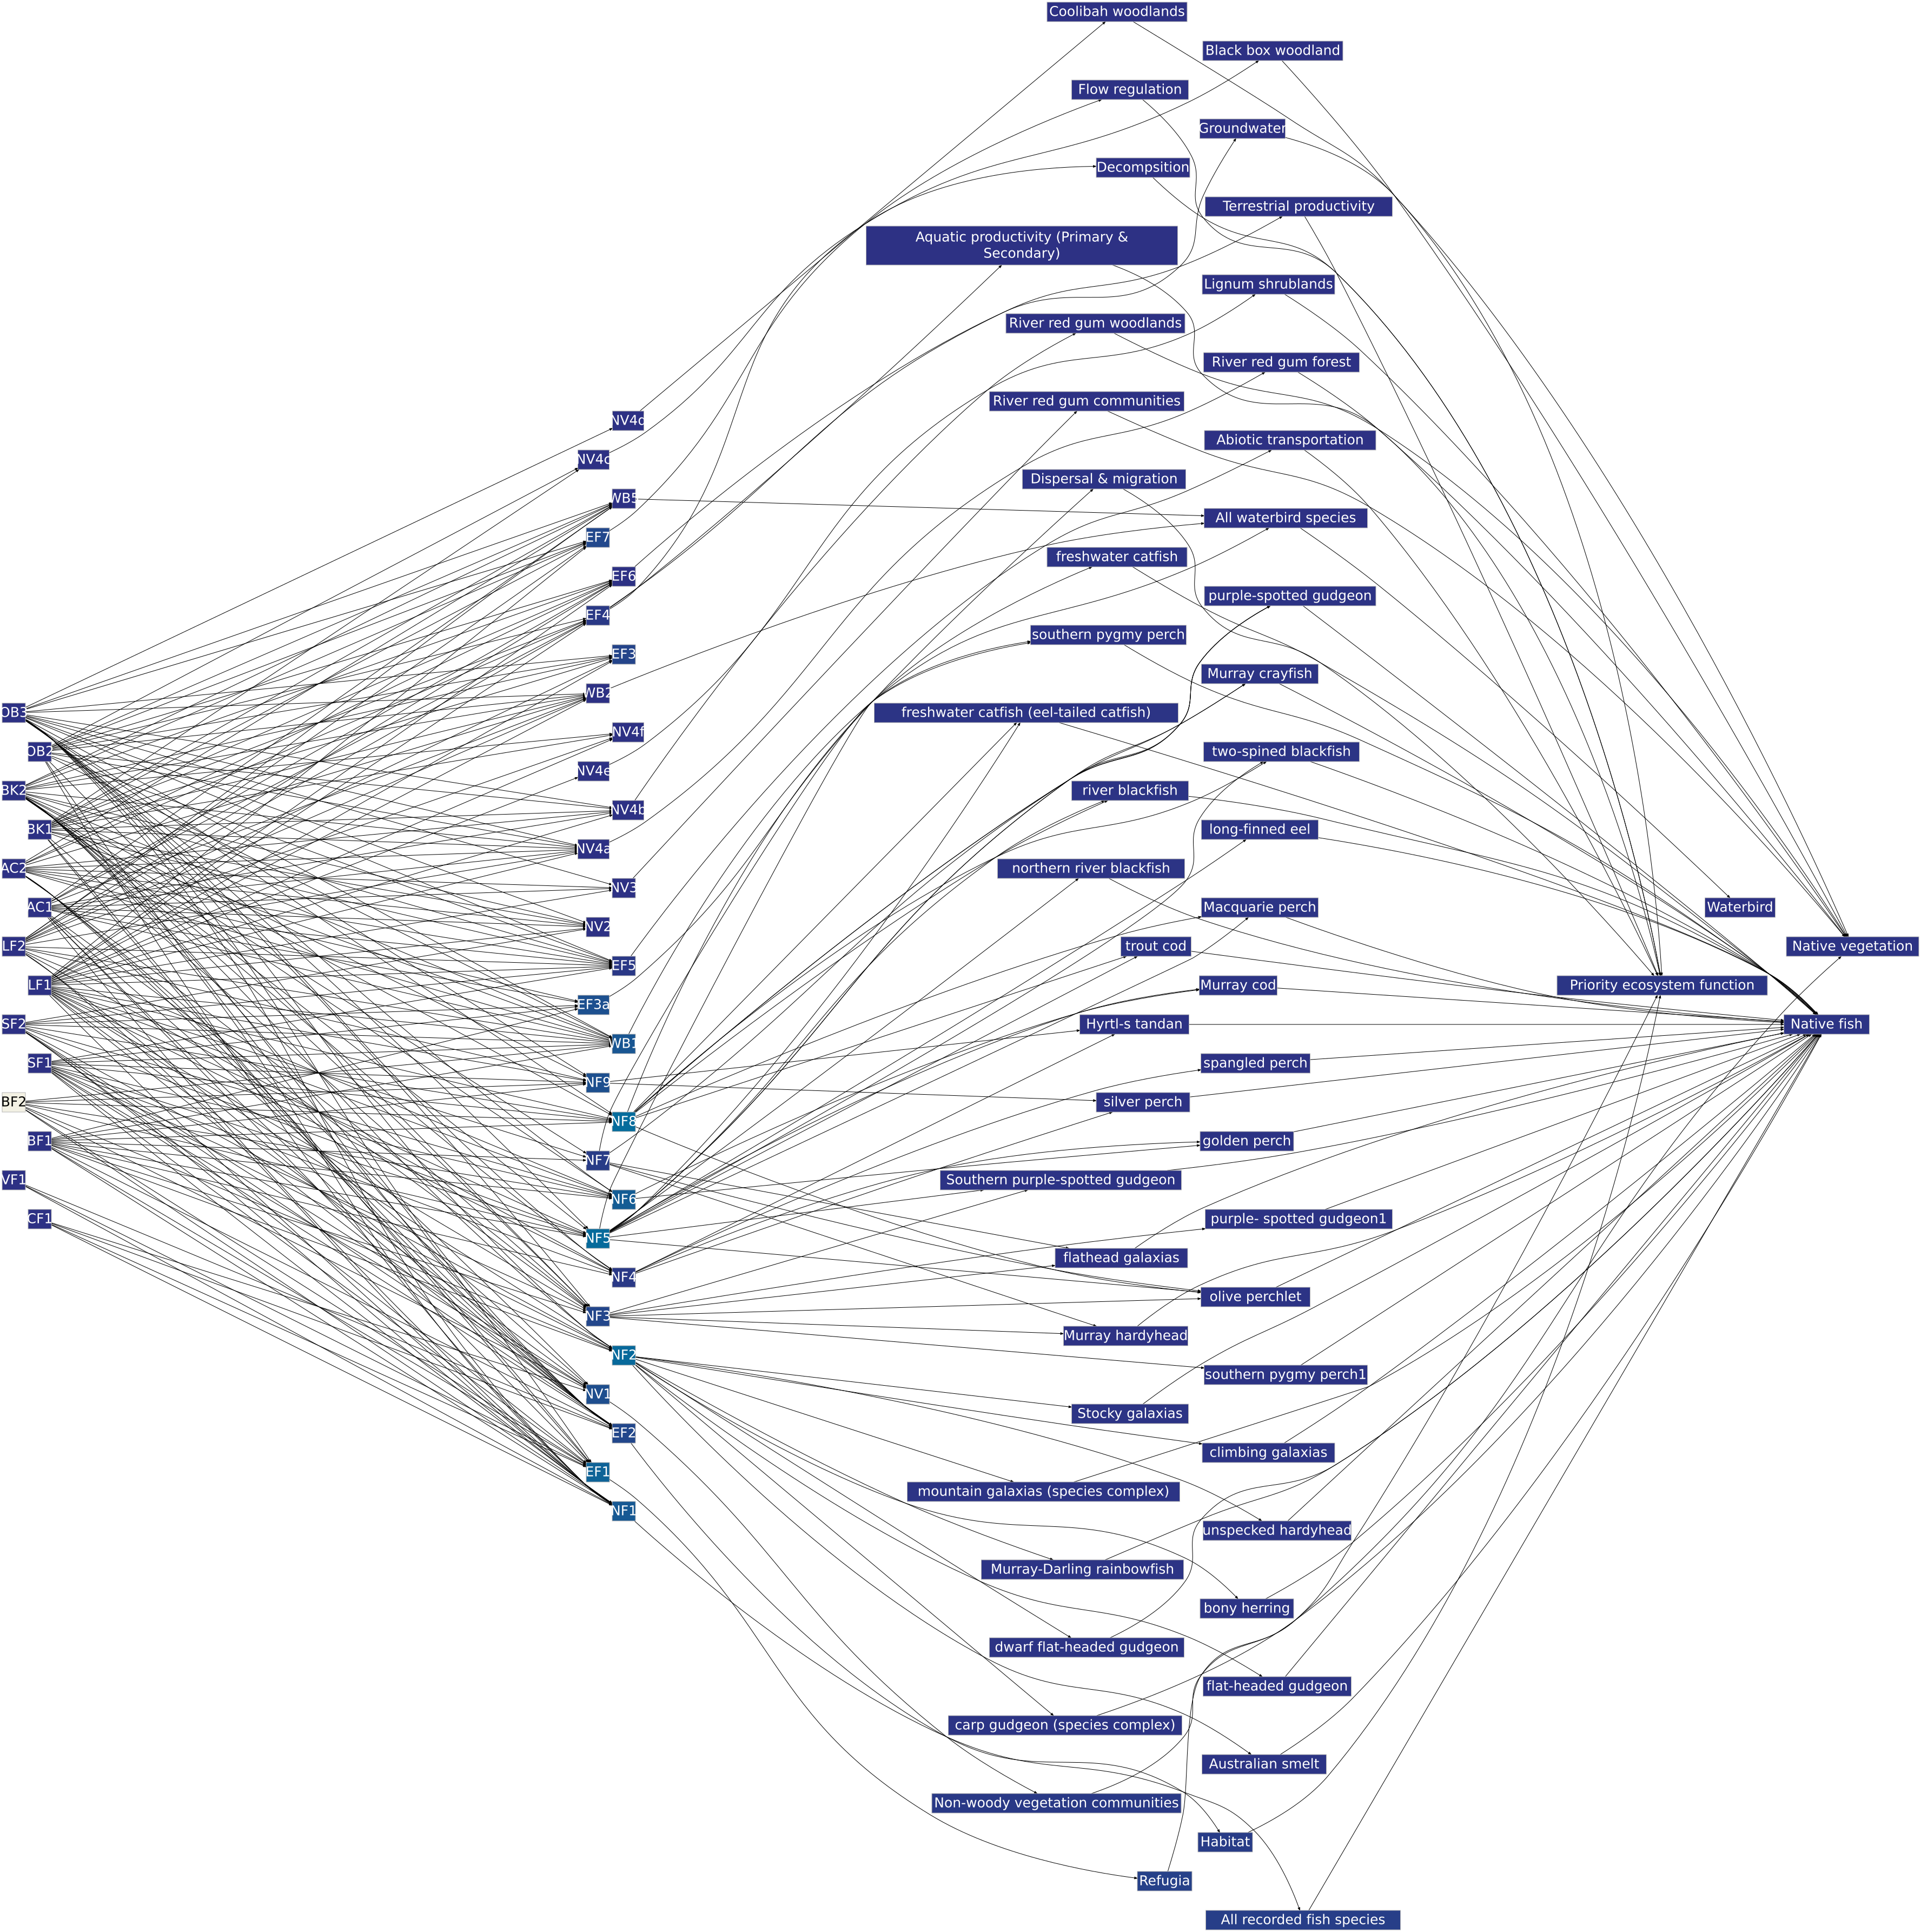 Coolibah woodlands
Black box woodland
Flow regulation
Groundwater
Decompsition
Terrestrial productivity
Aquatic productivity (Primary &
Secondary)
Lignum shrublands
River red gum woodlands
River red gum forest
River red gum communities
NV4d
Abiotic transportation
NV4c
Dispersal & migration
WB5
All waterbird species
EF7
freshwater catfish
EF6
purple-spotted gudgeon
EF4
southern pygmy perch
EF3
Murray crayfish
WB2
OB3
freshwater catfish (eel-tailed catfish)
NV4f
OB2
two-spined blackfish
NV4e
BK2
river blackfish
NV4b
BK1
long-finned eel
NV4a
AC2
northern river blackfish
NV3
AC1
Macquarie perch
Waterbird
NV2
LF2
trout cod
Native vegetation
EF5
LF1
Murray cod
Priority ecosystem function
EF3a
SF2
Hyrtl-s tandan
Native fish
WB1
SF1
spangled perch
NF9
BF2
silver perch
NF8
BF1
golden perch
NF7
VF1
Southern purple-spotted gudgeon
NF6
CF1
purple- spotted gudgeon1
NF5
flathead galaxias
NF4
olive perchlet
NF3
Murray hardyhead
NF2
southern pygmy perch1
NV1
Stocky galaxias
EF2
climbing galaxias
EF1
mountain galaxias (species complex)
NF1
unspecked hardyhead
Murray-Darling rainbowfish
bony herring
dwarf flat-headed gudgeon
flat-headed gudgeon
carp gudgeon (species complex)
Australian smelt
Non-woody vegetation communities
Habitat
Refugia
All recorded fish species